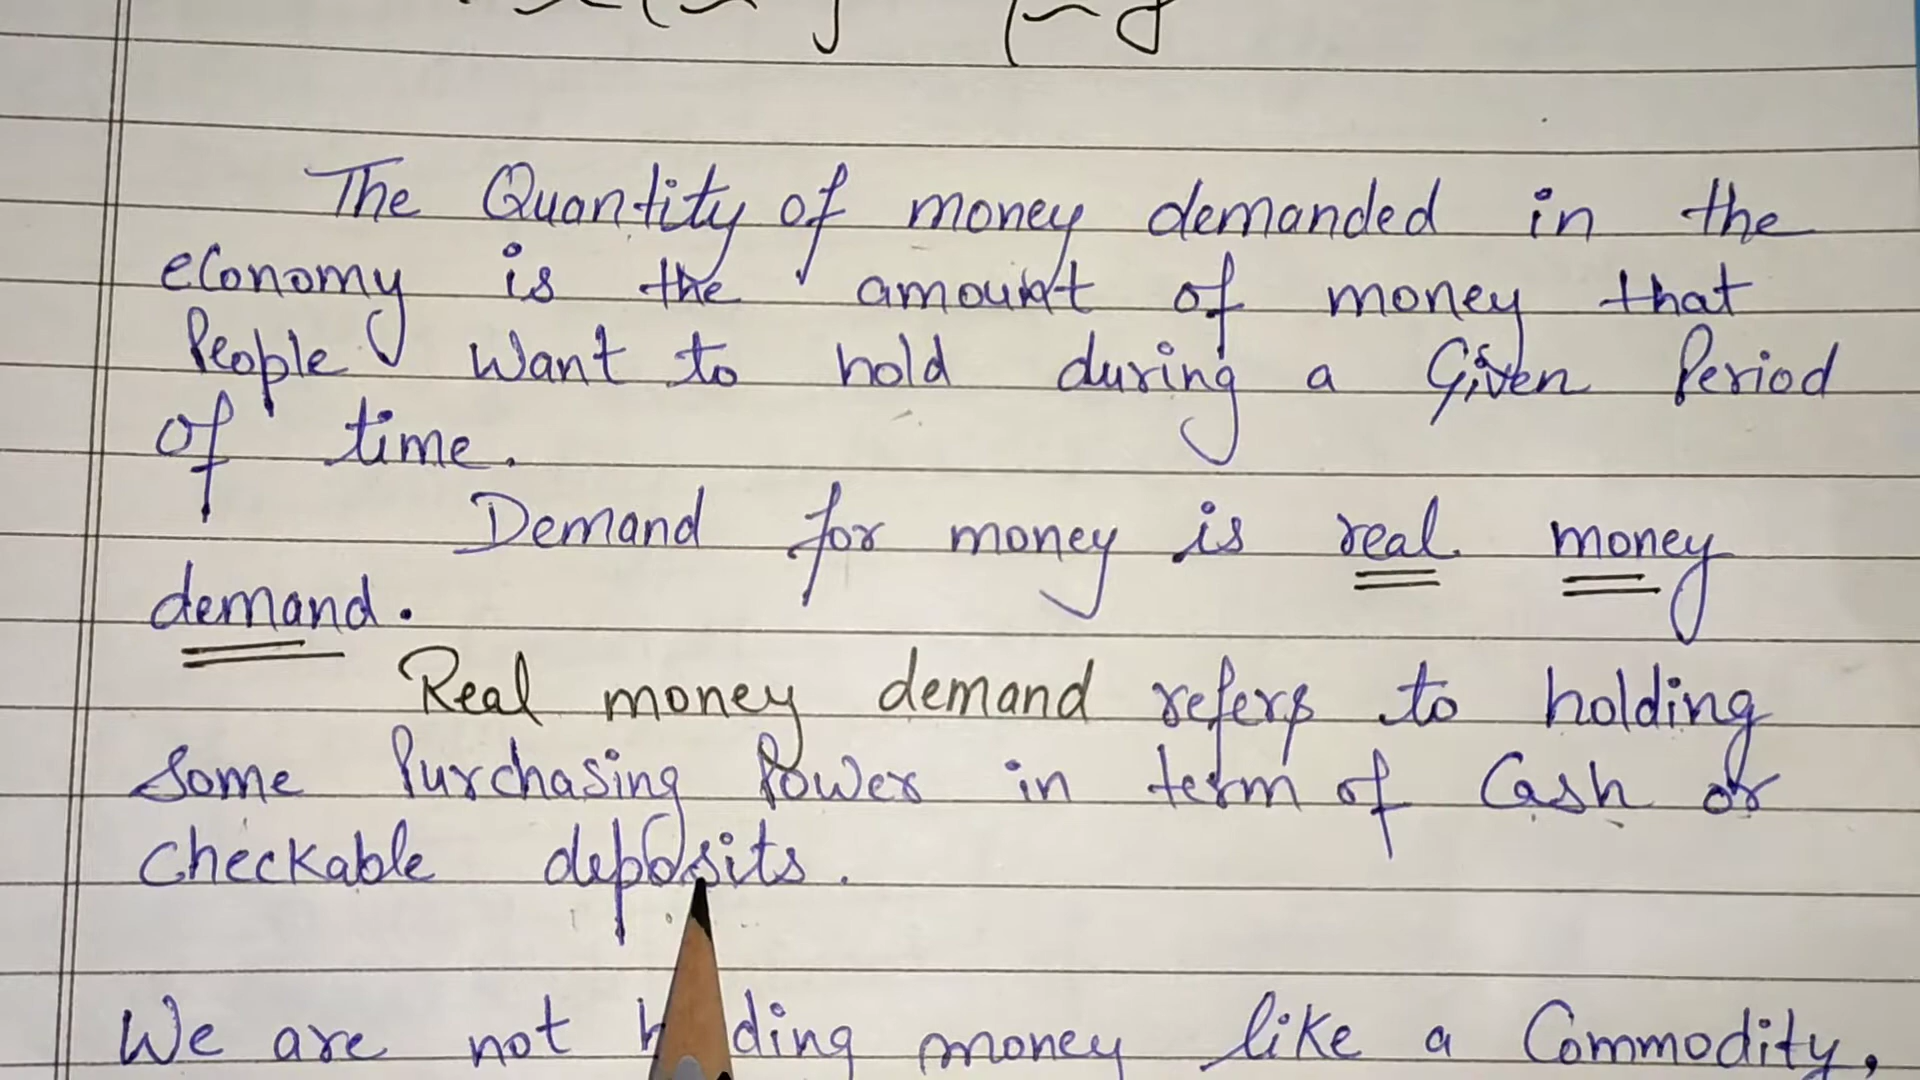 The Quantity of money demanded in the
economy is the amount of money that
People want to hold during a Given Period
of time.
Demand for money is real money
demand.
Real money demand refers to holding
Some Purchasing Power in term of Cash or
checkable deposits.
We are not money like a Commodity,